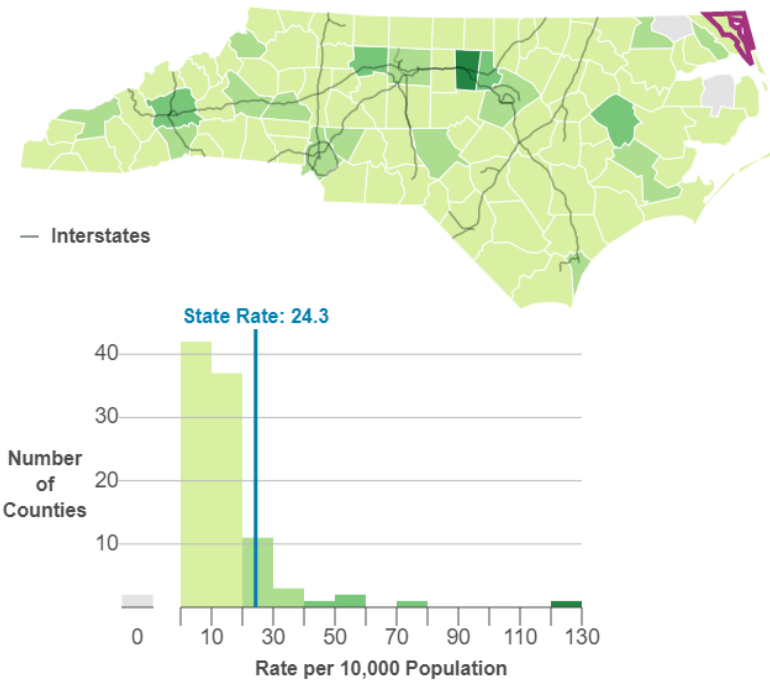 Interstates
State Rate: 24.3
40
30
20
10
Number
of
Counties
0 10 30 50 70 90 110 130
Rate per 10,000 Population